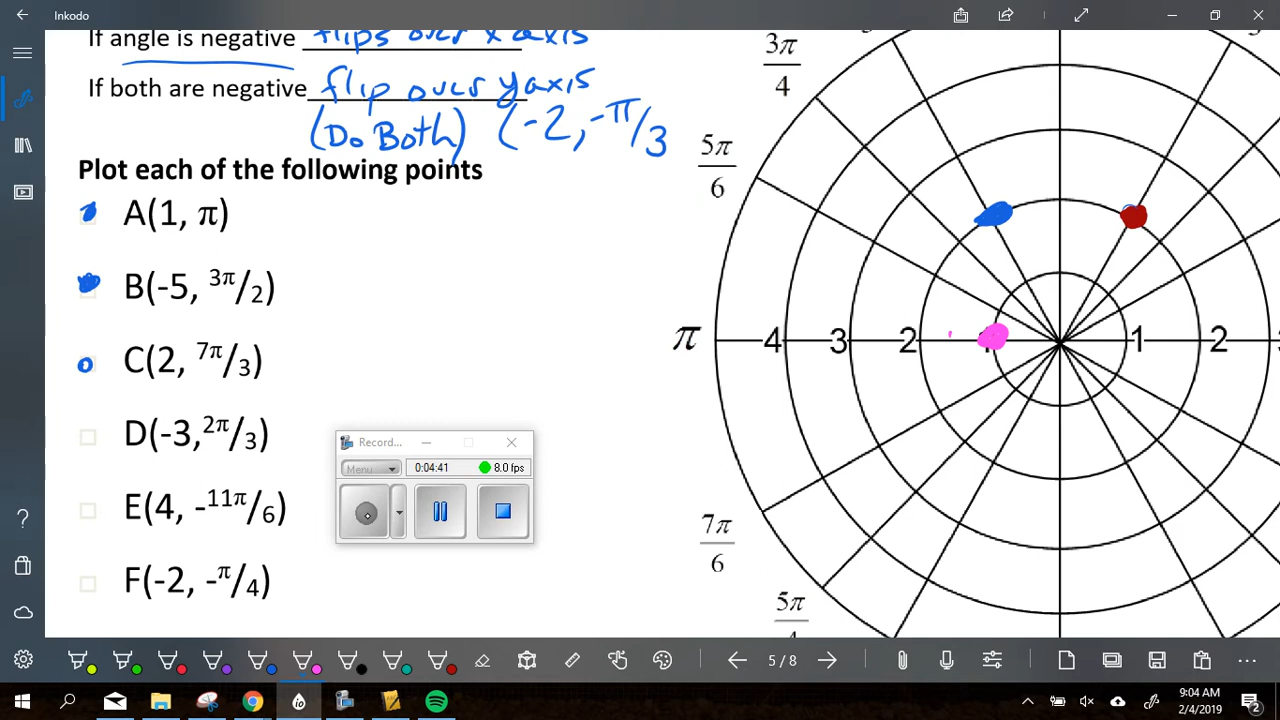 Inkodo
If angle is negative flips over x axis
If both are negative flip over y axis
(Do Both) (-2, -π/3
Plot each of the following points
A(1, π)
B(-5, 3π/2)
C(2, 7π/3)
D(-3, 2π/3)
E(4, -11π/6)
F(-2, -π/4)
3π
4
5π
6
π 4 3 2 1 1 2
7π
6
5π
4
Record...
Menu 0:04:41 8.0 fps
5 / 8
9:04 AM
2/4/2019
2